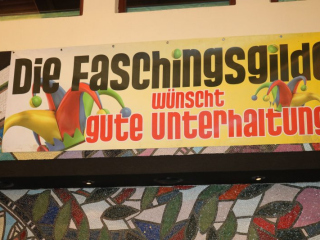 Die Faschingsgilde
wünscht
gute Unterhaltung